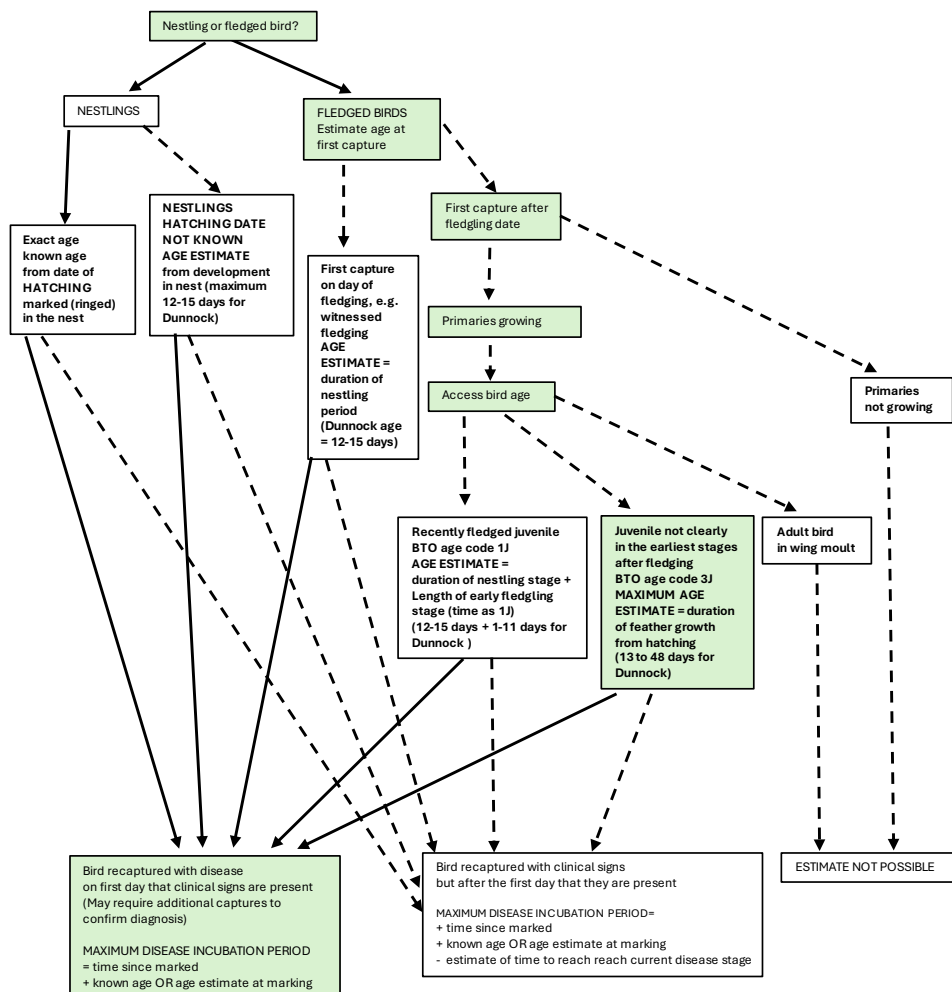 Nestling or fledged bird?
NESTLINGS
FLEDGED BIRDS
Estimate age at
first capture
Exact age
known age
from date of
HATCHING
marked (ringed)
in the nest
NESTLINGS
HATCHING DATE
NOT KNOWN
AGE ESTIMATE
from development
in nest (maximum
12-15 days for
Dunnock)
First capture
on day of
fledging, e.g.
witnessed
fledging
AGE
ESTIMATE =
duration of
nestling
period
(Dunnock age
= 12-15 days)
First capture after
fledgling date
Primaries growing
Access bird age
Primaries
not growing
Recently fledged juvenile
BTO age code 1J
AGE ESTIMATE =
duration of nestling stage +
Length of early fledgling
stage (time as 1J)
(12-15 days + 1-11 days for
Dunnock )
Juvenile not clearly
in the earliest stages
after fledging
BTO age code 3J
MAXIMUM AGE
ESTIMATE = duration
of feather growth
from hatching
(13 to 48 days for
Dunnock)
Adult bird
in wing moult
Bird recaptured with disease
on first day that clinical signs are present
(May require additional captures to
confirm diagnosis)
MAXIMUM DISEASE INCUBATION PERIOD
= time since marked
+ known age OR age estimate at marking
Bird recaptured with clinical signs
but after the first day that they are present
MAXIMUM DISEASE INCUBATION PERIOD=
+ time since marked
+ known age OR age estimate at marking
- estimate of time to reach reach current disease stage
ESTIMATE NOT POSSIBLE